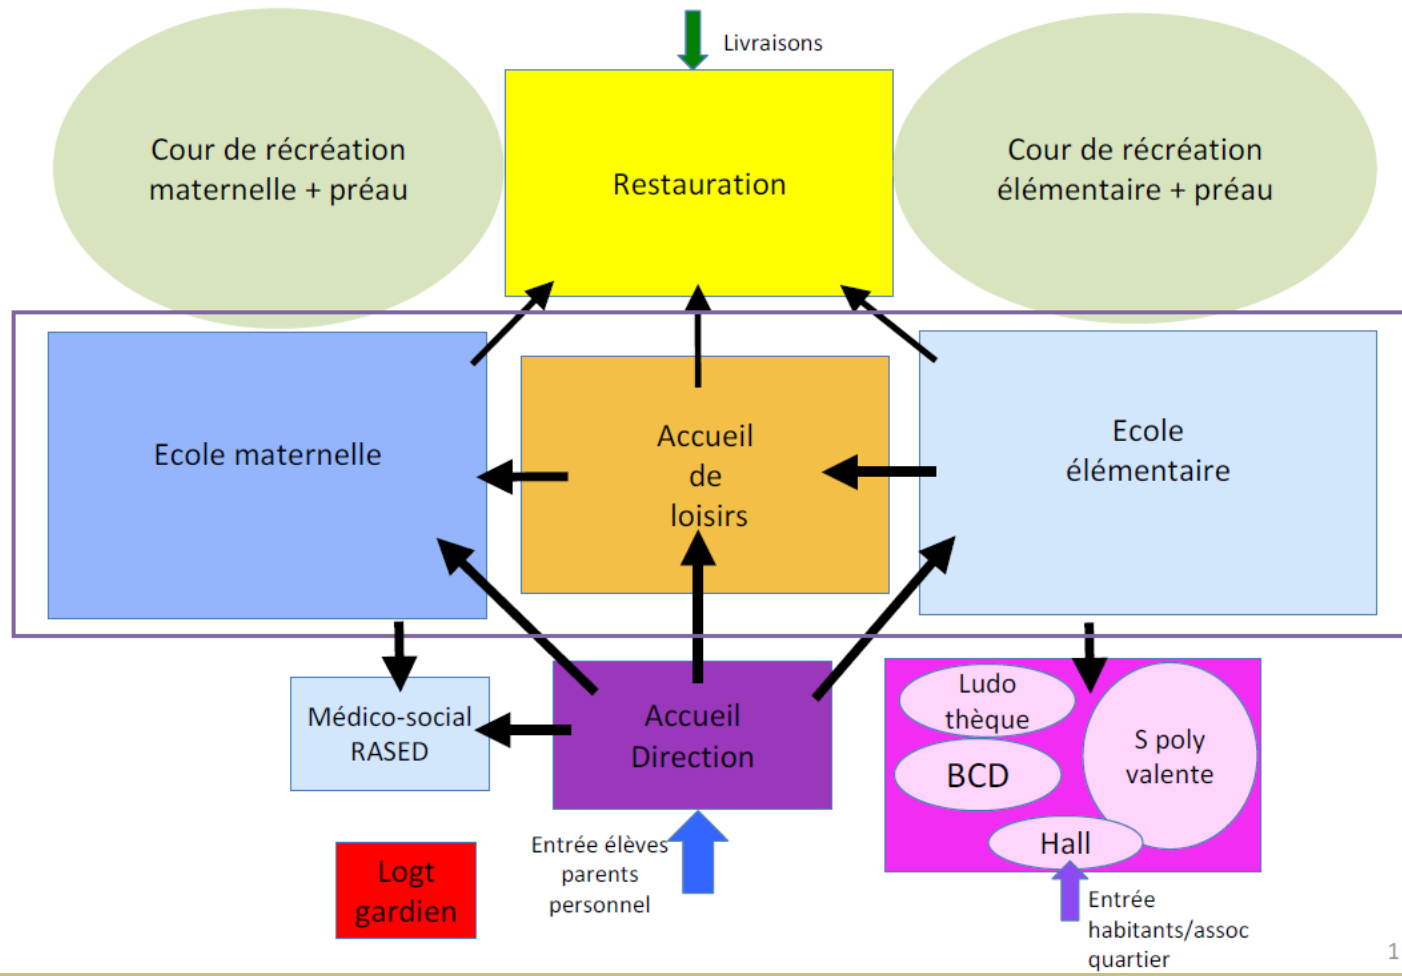 Livraisons
Cour de récréation
maternelle + préau
Restauration
Cour de récréation
élémentaire + préau
Ecole maternelle
Accueil
de
loisirs
Ecole
élémentaire
Médico-social
RASED
Accueil
Direction
Ludo
thèque
BCD
S poly
valente
Hall
Logt
gardien
Entrée élèves
parents
personnel
Entrée
habitants/assoc
quartier
1